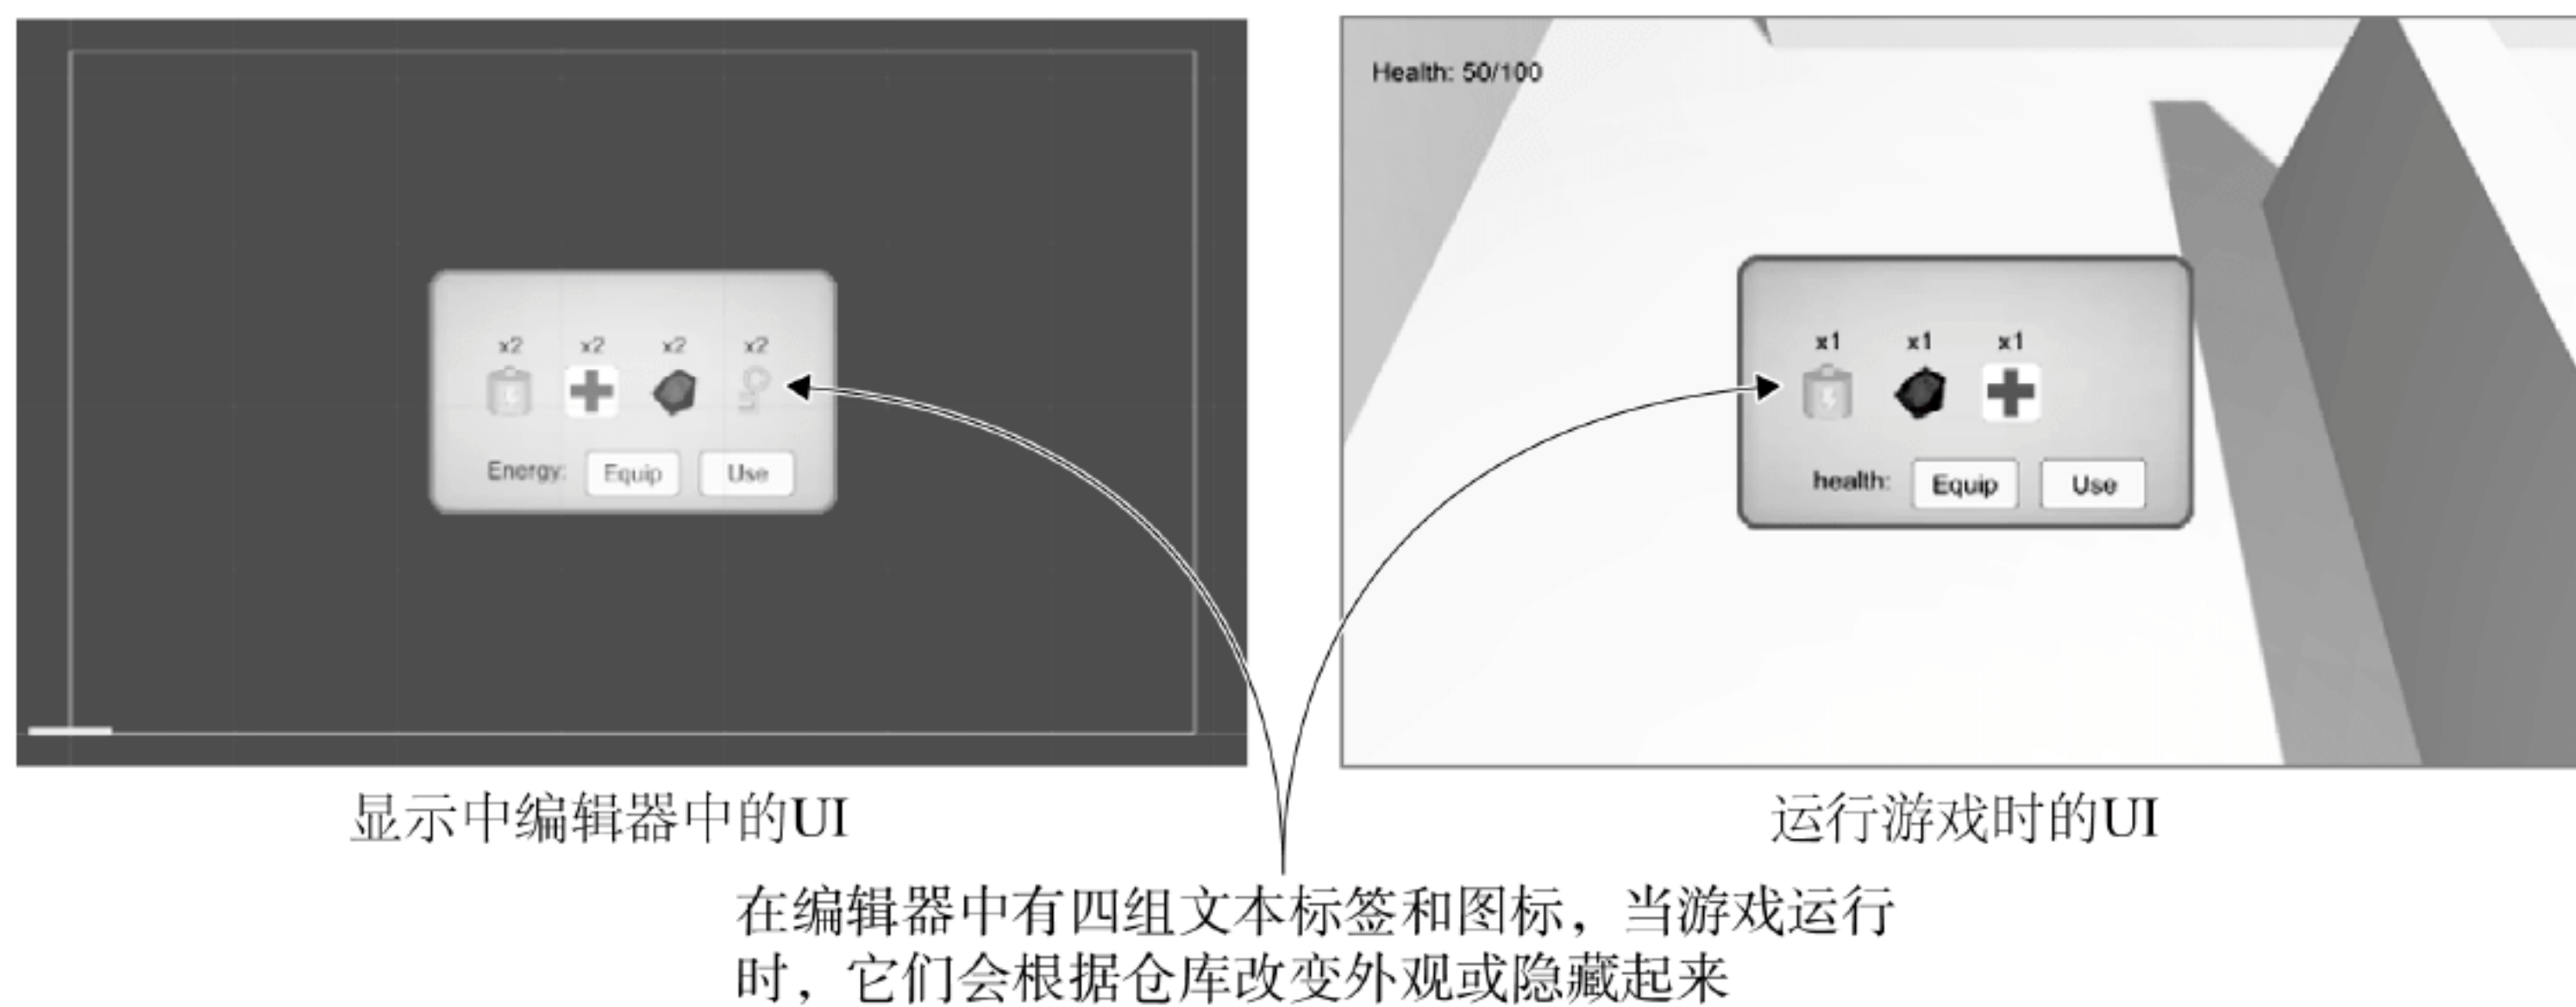 Health: 50/100
x2 x2 x2 x2
Energy: Equip Use
x1 x1 x1
health: Equip Use
显示中编辑器中的UI
运行游戏时的UI
在编辑器中有四组文本标签和图标，当游戏运行
时，它们会根据仓库改变外观或隐藏起来